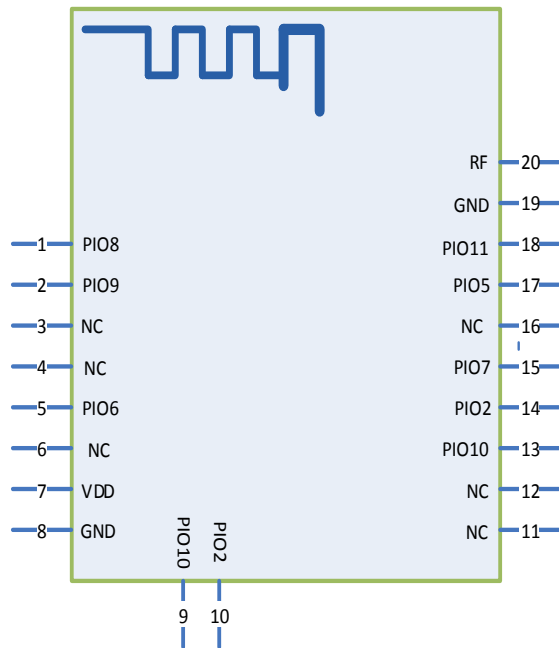 RF 20
GND 19
1 PIO8
PIO11 18
2 PIO9
PIO5 17
3 NC
NC 16
4 NC
PIO7 15
5 PIO6
PIO2 14
6 NC
PIO10 13
7 VDD
NC 12
8 GND
NC 11
PIO10
PIO2
9 10